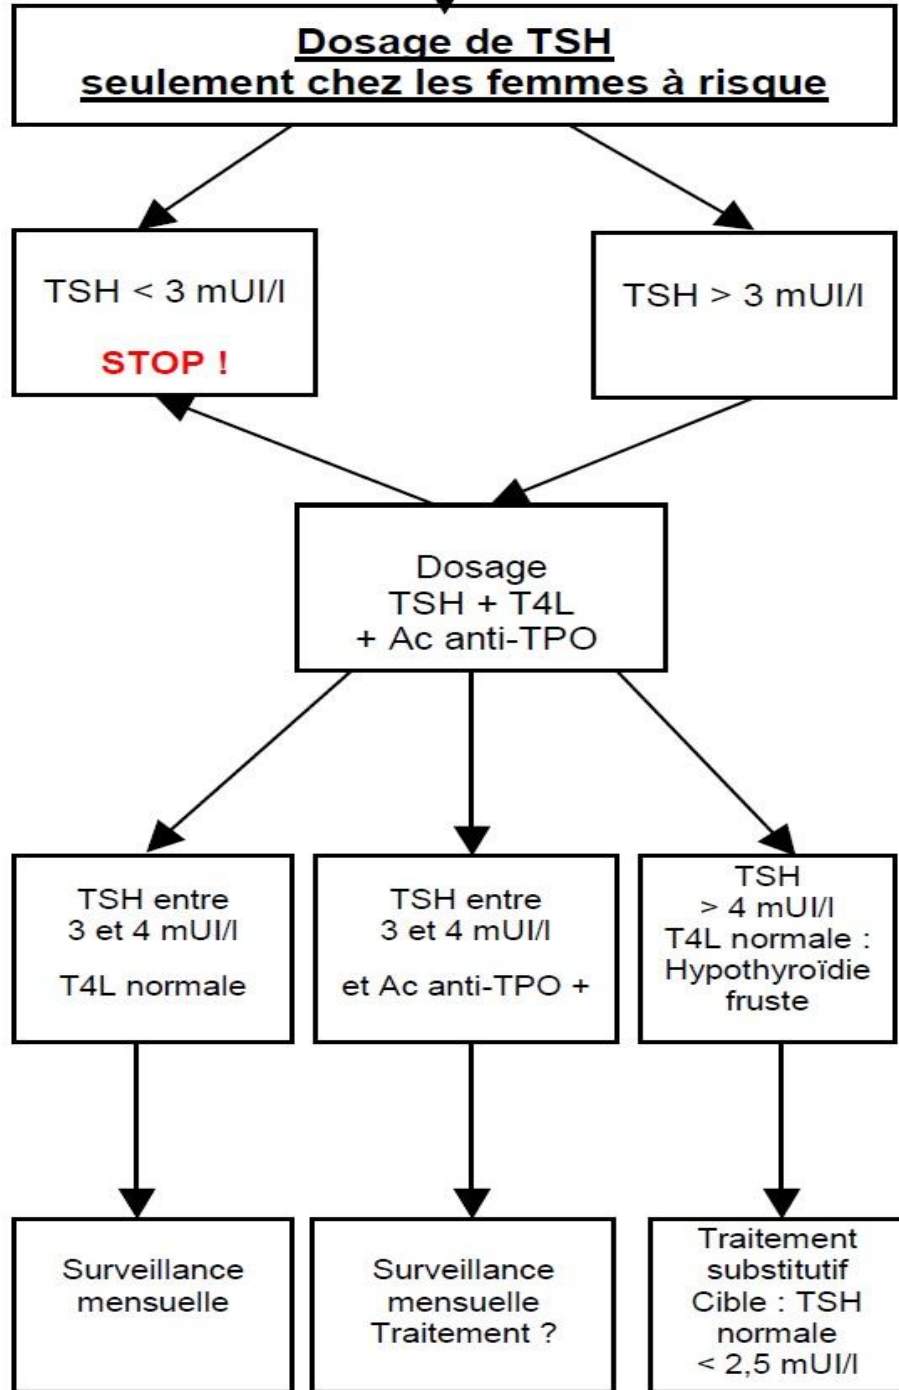 Dosage de TSH
seulement chez les femmes à risque
TSH < 3 mUI/l
STOP !
TSH > 3 mUI/l
Dosage
TSH + T4L
+ Ac anti-TPO
TSH entre
3 et 4 mUI/l
T4L normale
TSH entre
3 et 4 mUI/l
et Ac anti-TPO +
TSH
> 4 mUI/l
T4L normale :
Hypothyroïdie
fruste
Surveillance
mensuelle
Surveillance
mensuelle
Traitement ?
Traitement
substitutif
Cible : TSH
normale
< 2,5 mUI/l